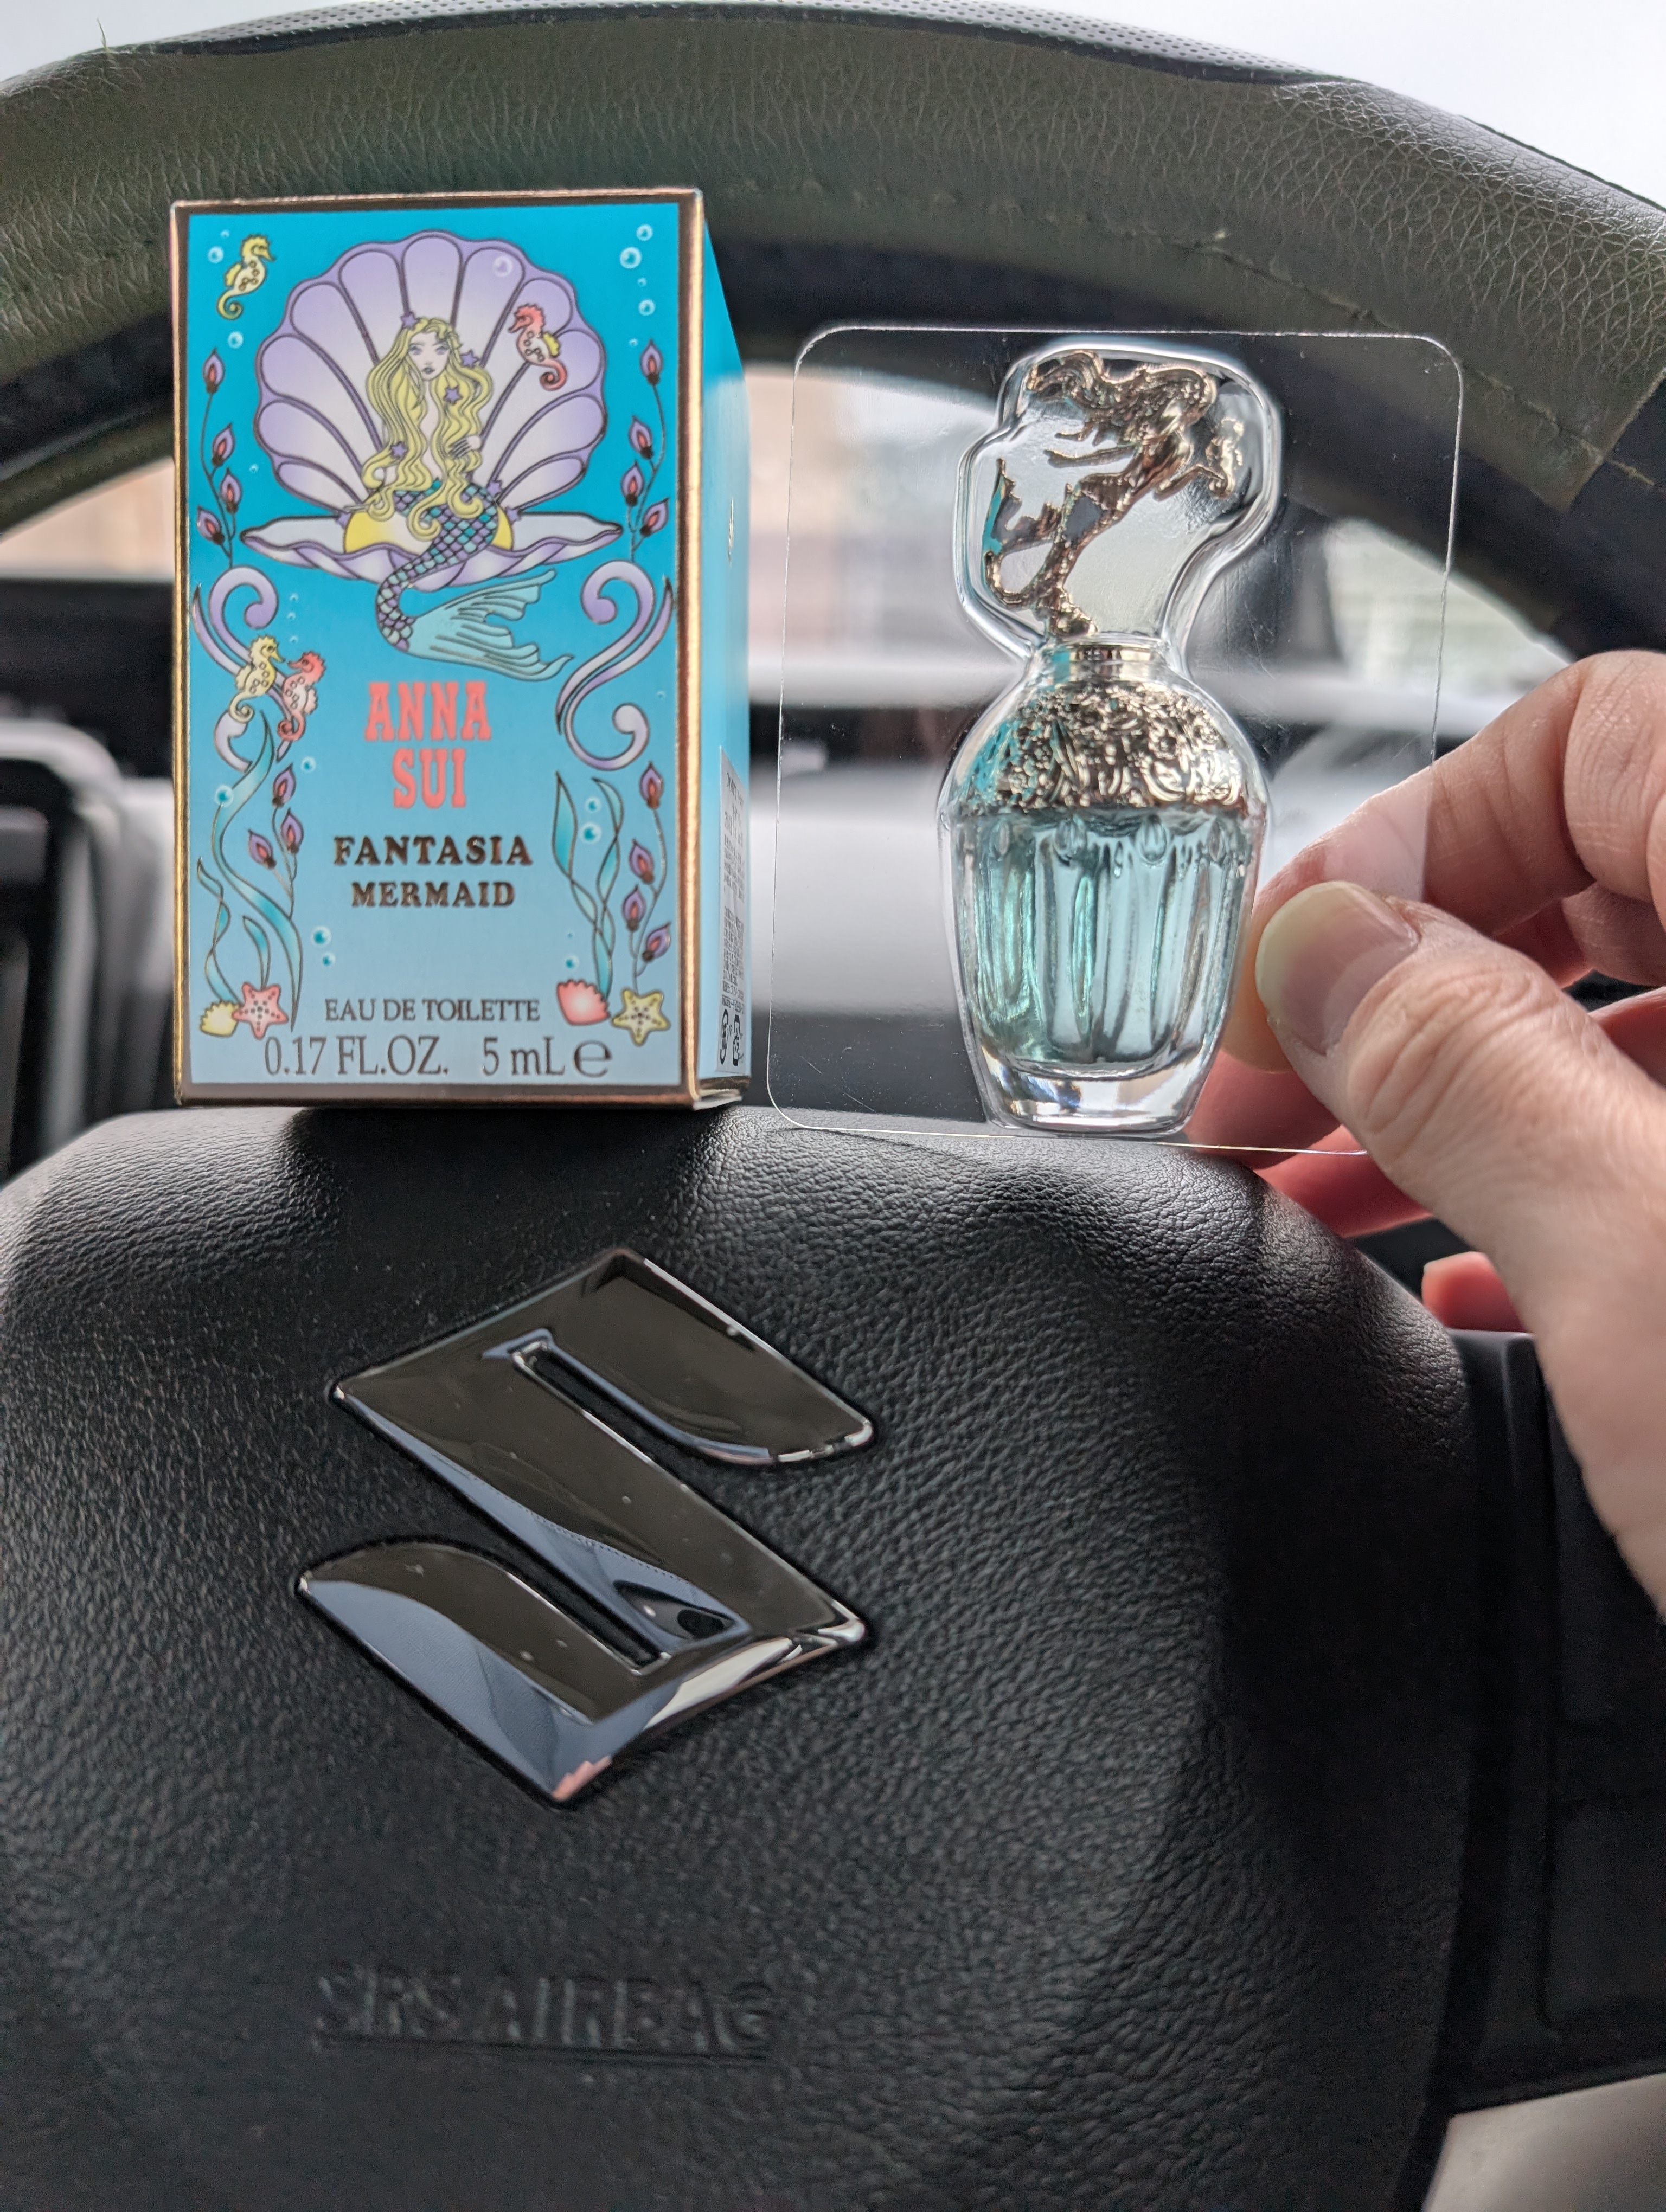 ANNA
SUI
FANTASIA
MERMAID
EAU DE TOILETTE
0.17 FL.OZ. 5 mL e
SRS AIRBAG